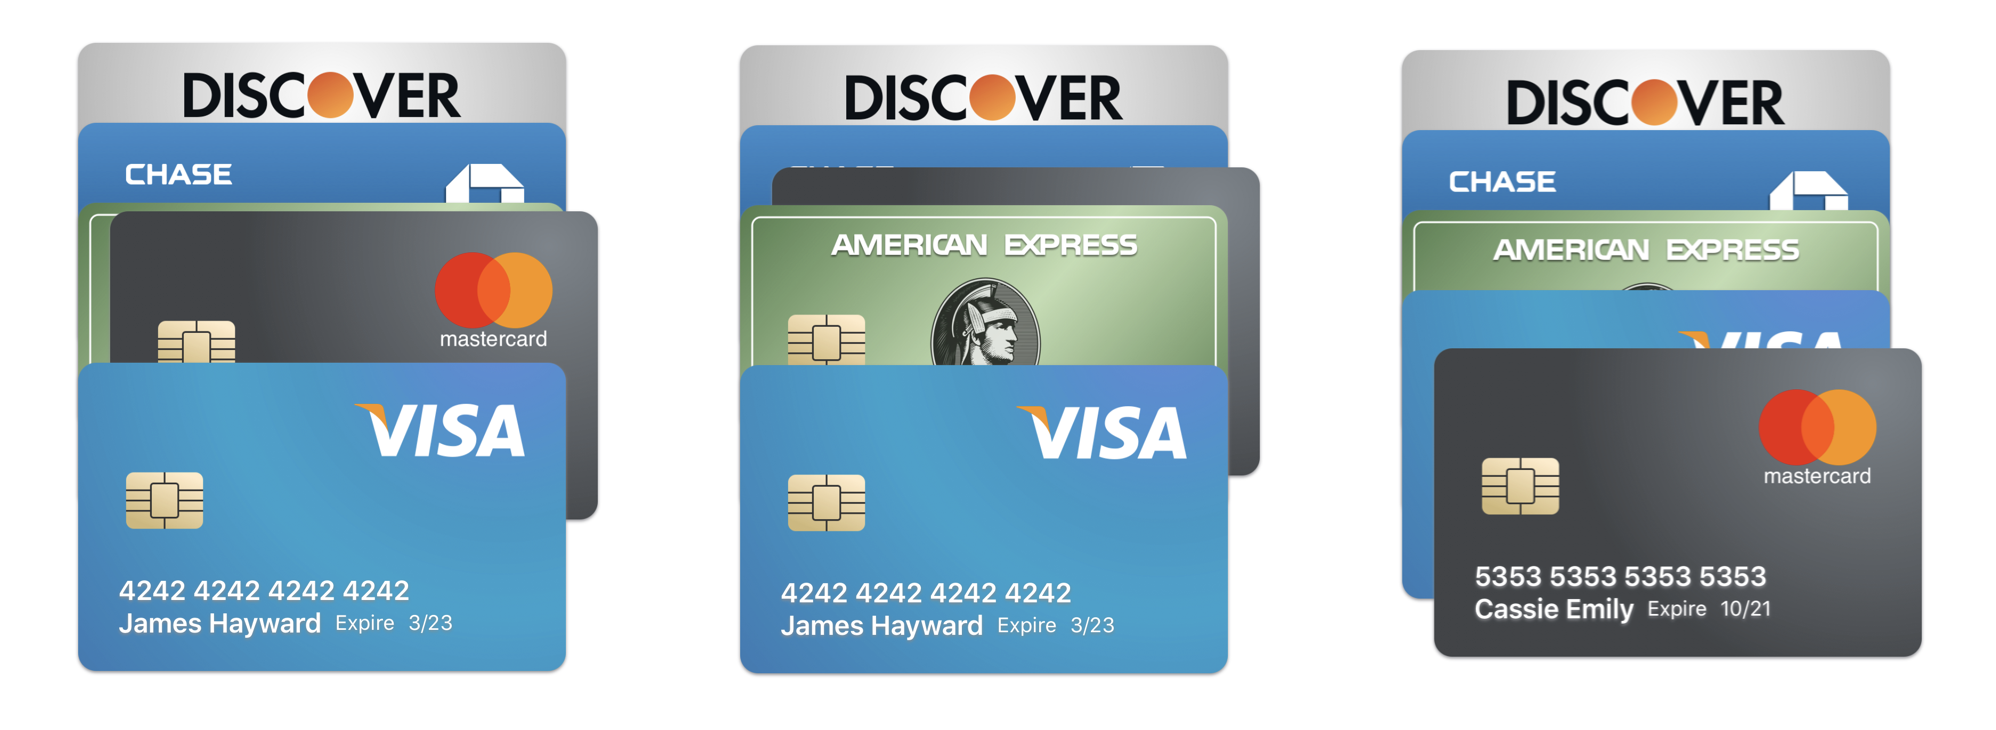 DISCOVER
CHASE
mastercard
VISA
4242 4242 4242 4242
James Hayward Expire 3/23
DISCOVER
AMERICAN EXPRESS
VISA
4242 4242 4242 4242
James Hayward Expire 3/23
DISCOVER
CHASE
AMERICAN EXPRESS
VISA
mastercard
5353 5353 5353 5353
Cassie Emily Expire 10/21